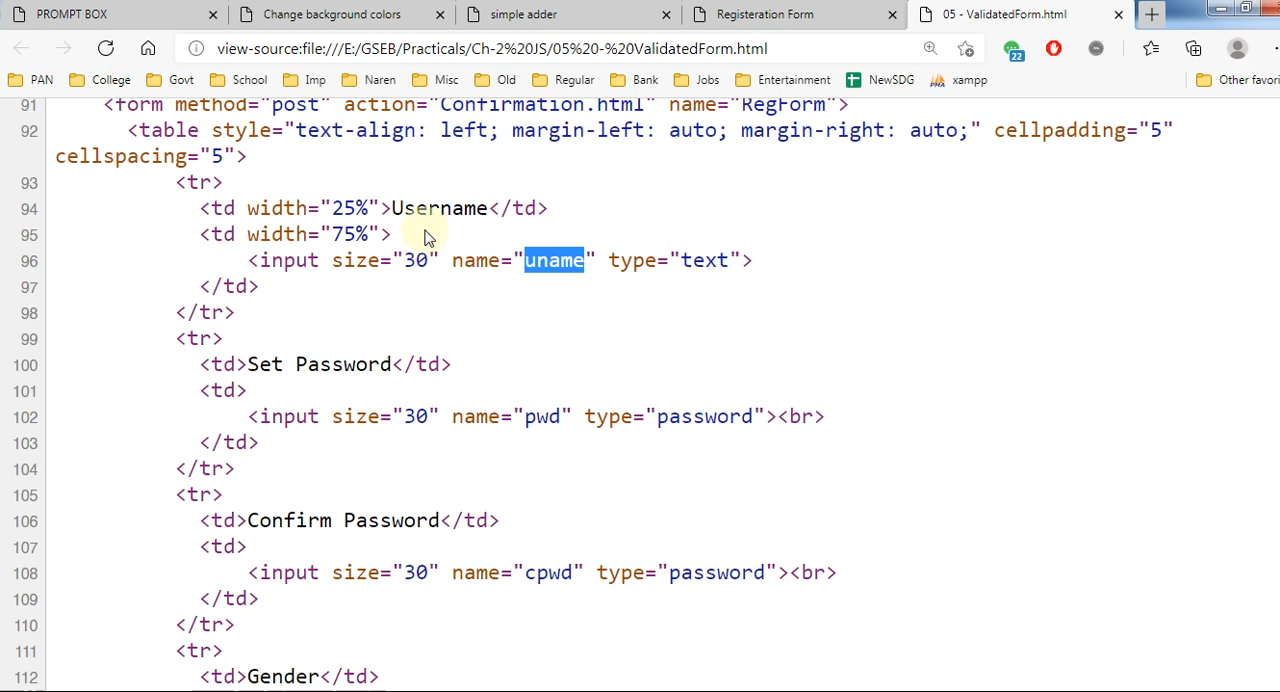 PROMPT BOX
Change background colors
simple adder
Registeration Form
05 - ValidatedForm.html
view-source:file:///E:/GSEB/Practicals/Ch-2%20JS/05%20-%20ValidatedForm.html
22
PAN College Govt School Imp Naren Misc Old Regular Bank Jobs Entertainment NewSDG xampp Other favori
91 <form method="post" action="Confirmation.html" name="RegForm">
92 <table style="text-align: left; margin-left: auto; margin-right: auto;" cellpadding="5"
cellspacing="5">
93 <tr>
94 <td width="25%">Username</td>
95 <td width="75%">
96 <input size="30" name="uname" type="text">
97 </td>
98 </tr>
99 <tr>
100 <td>Set Password</td>
101 <td>
102 <input size="30" name="pwd" type="password"><br>
103 </td>
104 </tr>
105 <tr>
106 <td>Confirm Password</td>
107 <td>
108 <input size="30" name="cpwd" type="password"><br>
109 </td>
110 </tr>
111 <tr>
112 <td>Gender</td>